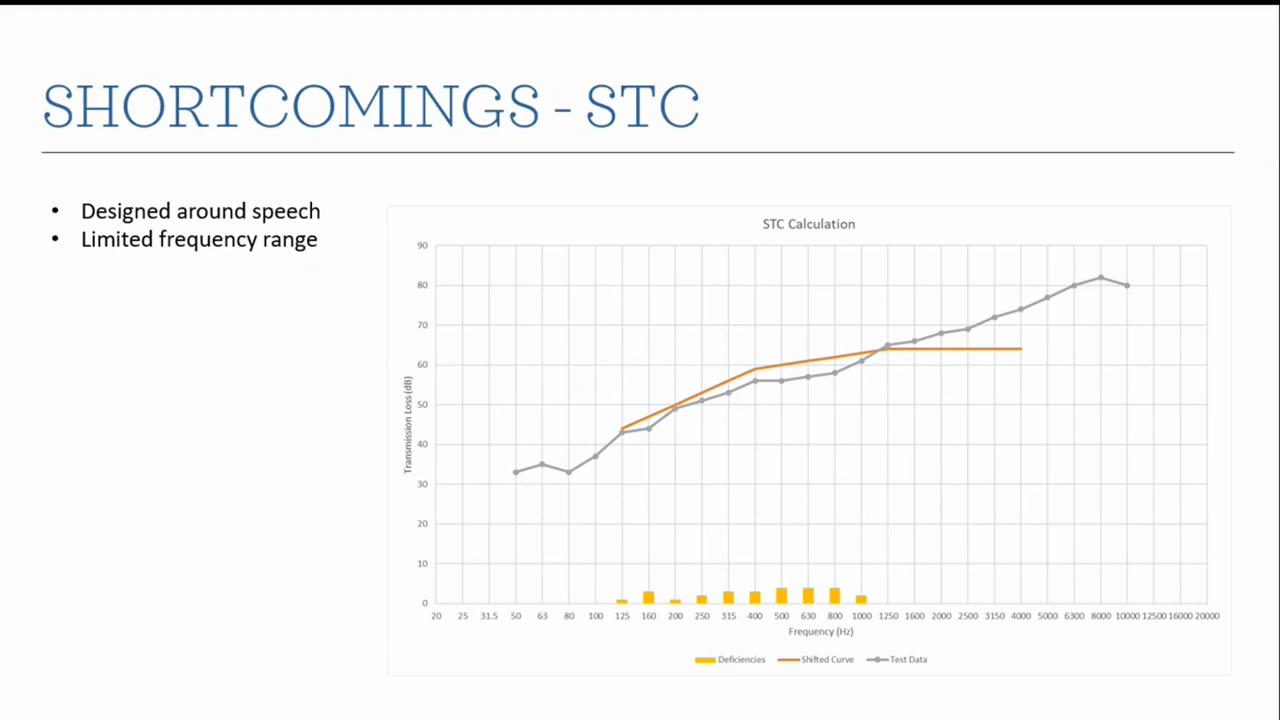 SHORTCOMINGS - STC
• Designed around speech
• Limited frequency range
STC Calculation
90
80
70
60
50
40
30
20
10
0
Transmission Loss (dB)
20 25 31.5 50 63 80 100 125 160 200 250 315 400 500 630 800 1000 1250 1600 2000 2500 3150 4000 5000 6300 8000 10000 12500 16000 20000
Frequency (Hz)
Deficiencies Shifted Curve Test Data